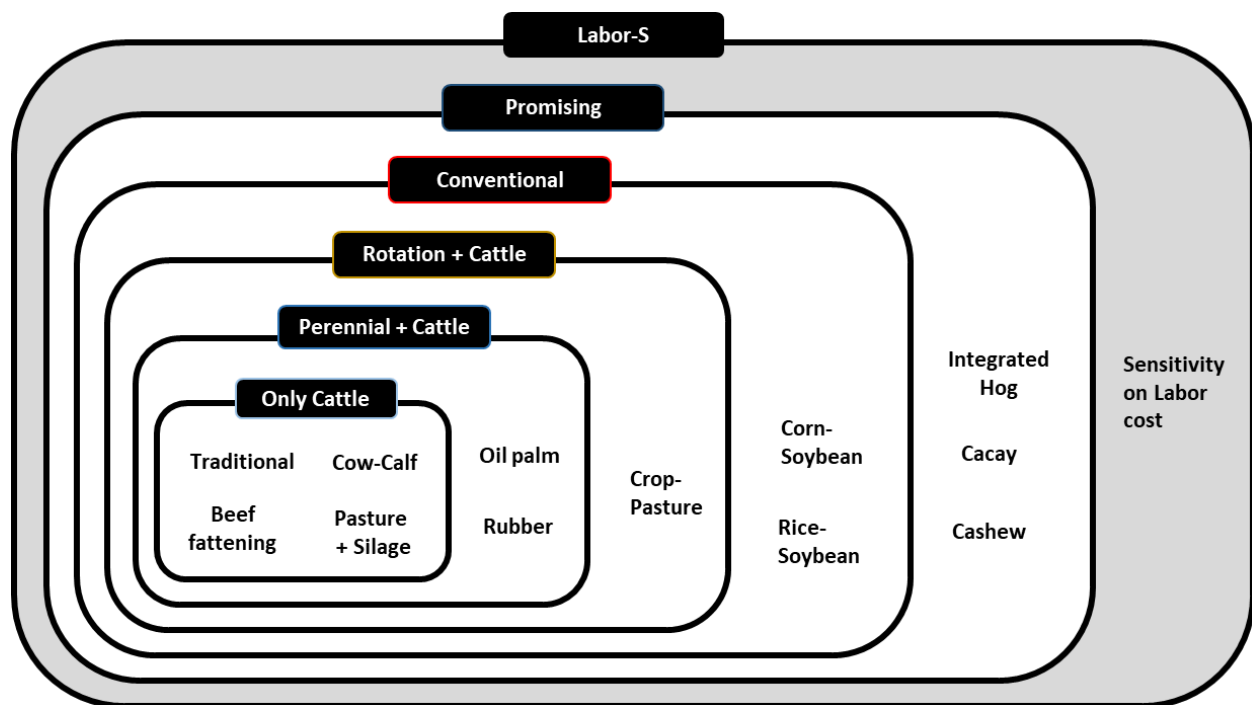 Labor-S
Promising
Conventional
Rotation + Cattle
Perennial + Cattle
Only Cattle
Traditional
Cow-Calf
Beef
fattening
Pasture
+ Silage
Oil palm
Rubber
Crop-
Pasture
Corn-
Soybean
Rice-
Soybean
Integrated
Hog
Cacay
Cashew
Sensitivity
on Labor
cost